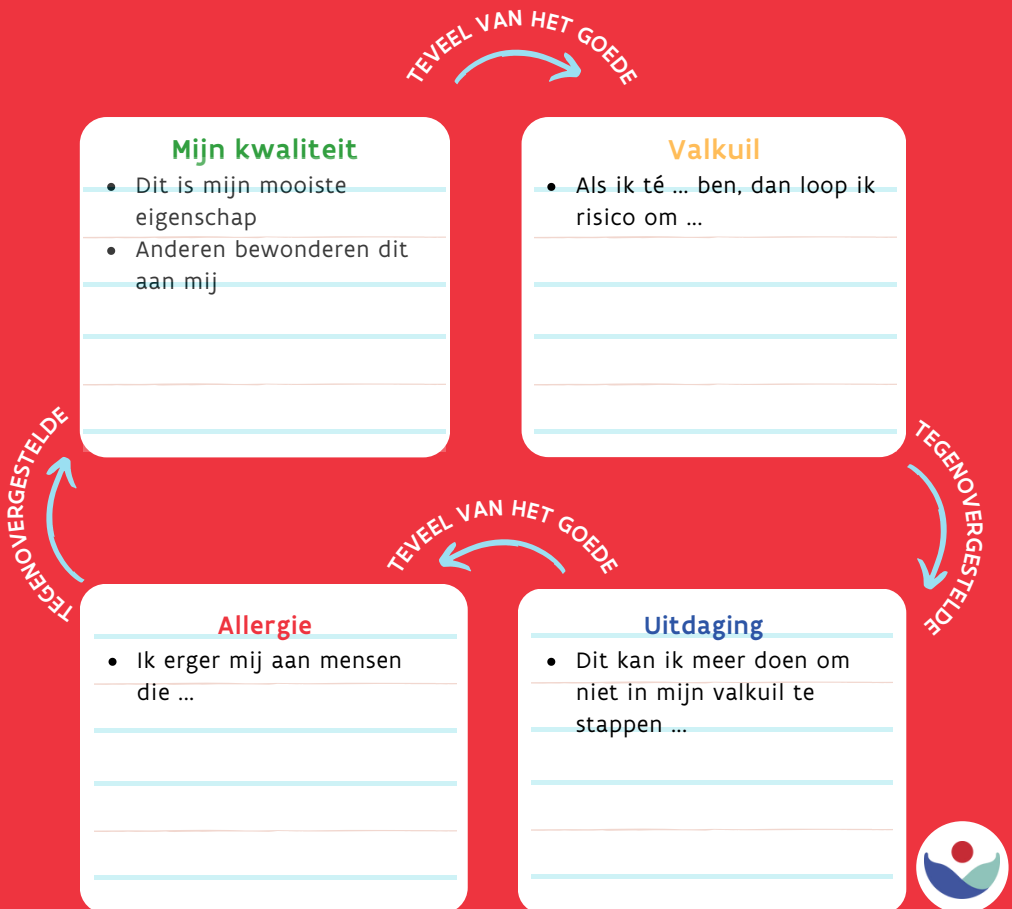 TEVEEL VAN HET GOEDE
Mijn kwaliteit
• Dit is mijn mooiste
eigenschap
• Anderen bewonderen dit
aan mij
Valkuil
• Als ik té ... ben, dan loop ik
risico om ...
TEGENOVERGESTELDE
TEGENOVERGESTELDE
TEVEEL VAN HET GOEDE
Allergie
• Ik erger mij aan mensen
die ...
Uitdaging
• Dit kan ik meer doen om
niet in mijn valkuil te
stappen ...